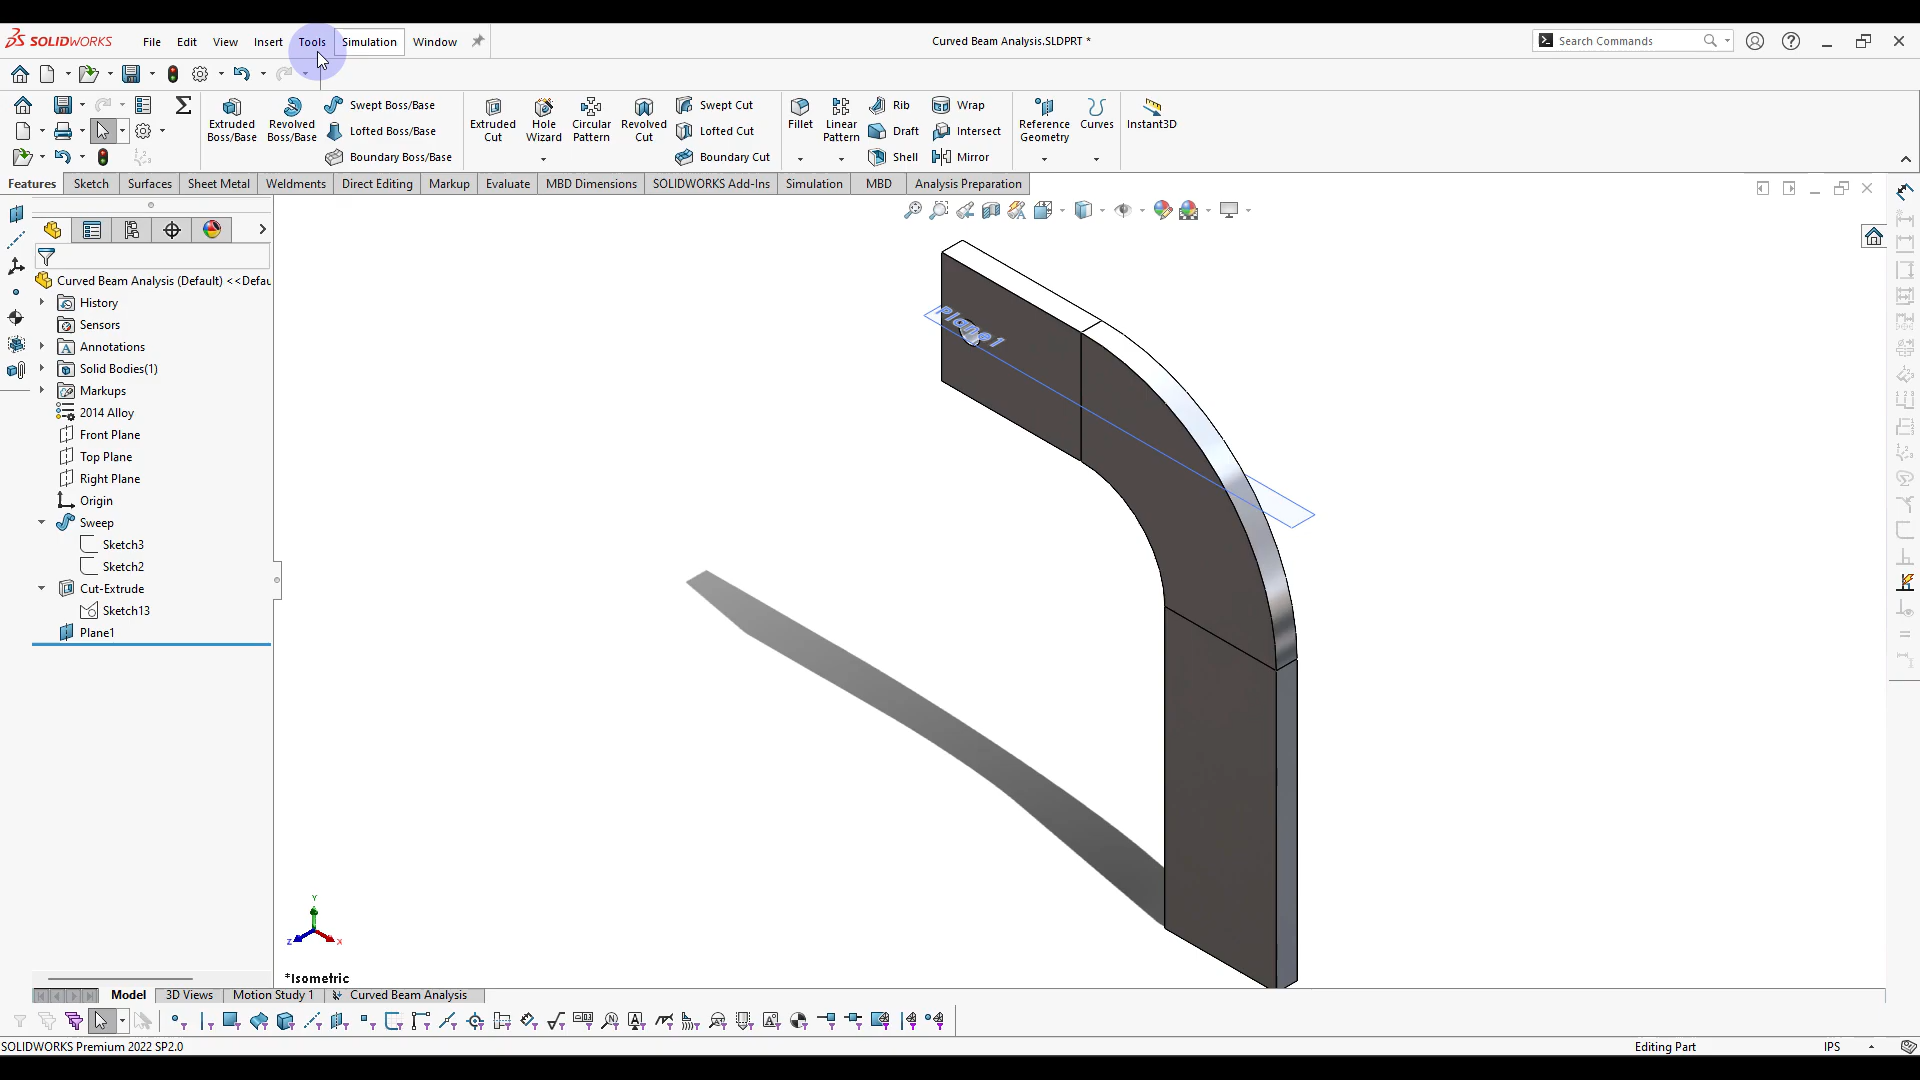 SOLIDWORKS File Edit View Insert Tools Simulation Window
Curved Beam Analysis.SLDPRT *
Search Commands
Extruded Boss/Base
Revolved Boss/Base
Swept Boss/Base
Lofted Boss/Base
Boundary Boss/Base
Extruded Cut
Hole Wizard
Circular Pattern
Revolved Cut
Swept Cut
Lofted Cut
Boundary Cut
Fillet
Linear Pattern
Rib
Draft
Shell
Wrap
Intersect
Mirror
Reference Geometry
Curves
Instant3D
Features Sketch Surfaces Sheet Metal Weldments Direct Editing Markup Evaluate MBD Dimensions SOLIDWORKS Add-Ins Simulation MBD Analysis Preparation
Curved Beam Analysis (Default) <<Defau
History
Sensors
Annotations
Solid Bodies(1)
Markups
2014 Alloy
Front Plane
Top Plane
Right Plane
Origin
Sweep
Sketch3
Sketch2
Cut-Extrude
Sketch13
Plane1
Plane1
Y
Z
X
*Isometric
Model 3D Views Motion Study 1 Curved Beam Analysis
SOLIDWORKS Premium 2022 SP2.0
Editing Part
IPS